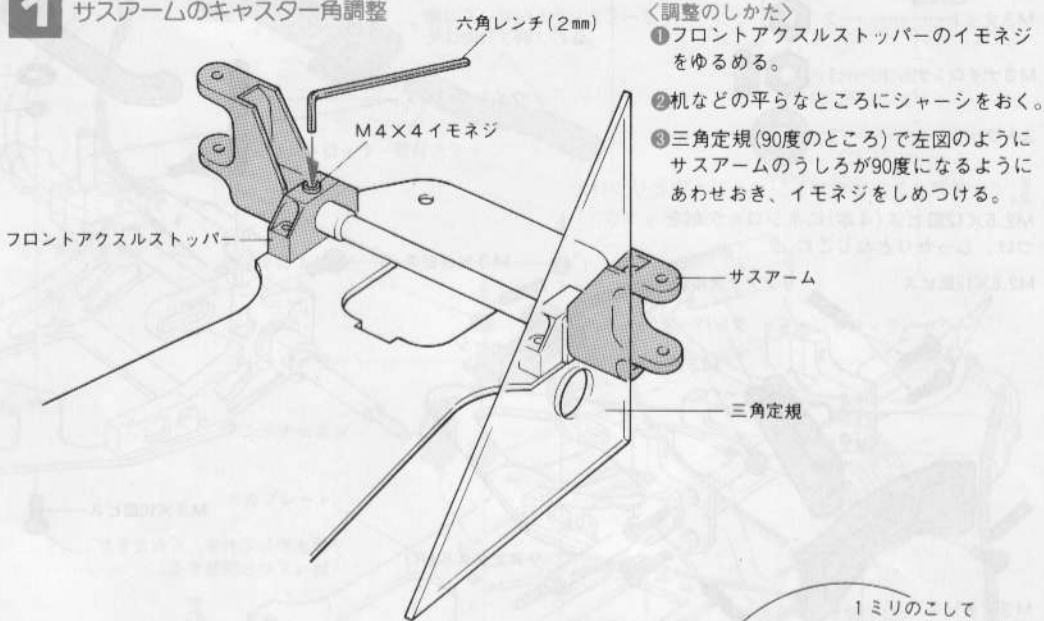 1 サスアームのキャスター角調整
六角レンチ(2mm)
M4×4イモネジ
フロントアクスルストッパー
サスアーム
三角定規
〈調整のしかた〉
❶フロントアクスルストッパーのイモネジ
をゆるめる。
❷机などの平らなところにシャーシをおく。
❸三角定規(90度のところ)で左図のように
サスアームのうしろが90度になるように
あわせおき、イモネジをしめつける。
1ミリのこして